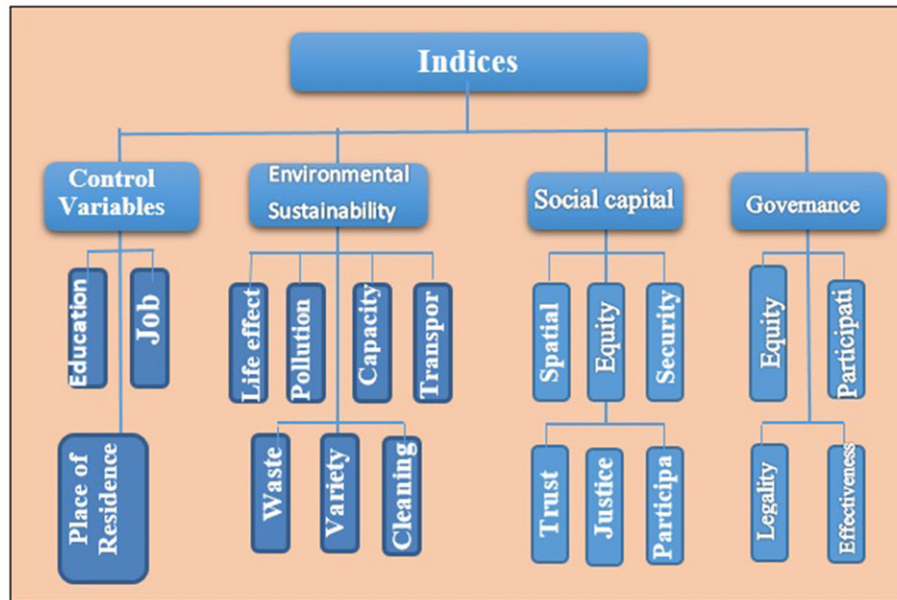 Indices
Control
Variables
Environmental
Sustainability
Social capital
Governance
Education
Job
Life effect
Pollution
Capacity
Transpor
Spatial
Equity
Security
Equity
Participati
Place of
Residence
Waste
Variety
Cleaning
Trust
Justice
Participa
Legality
Effectiveness